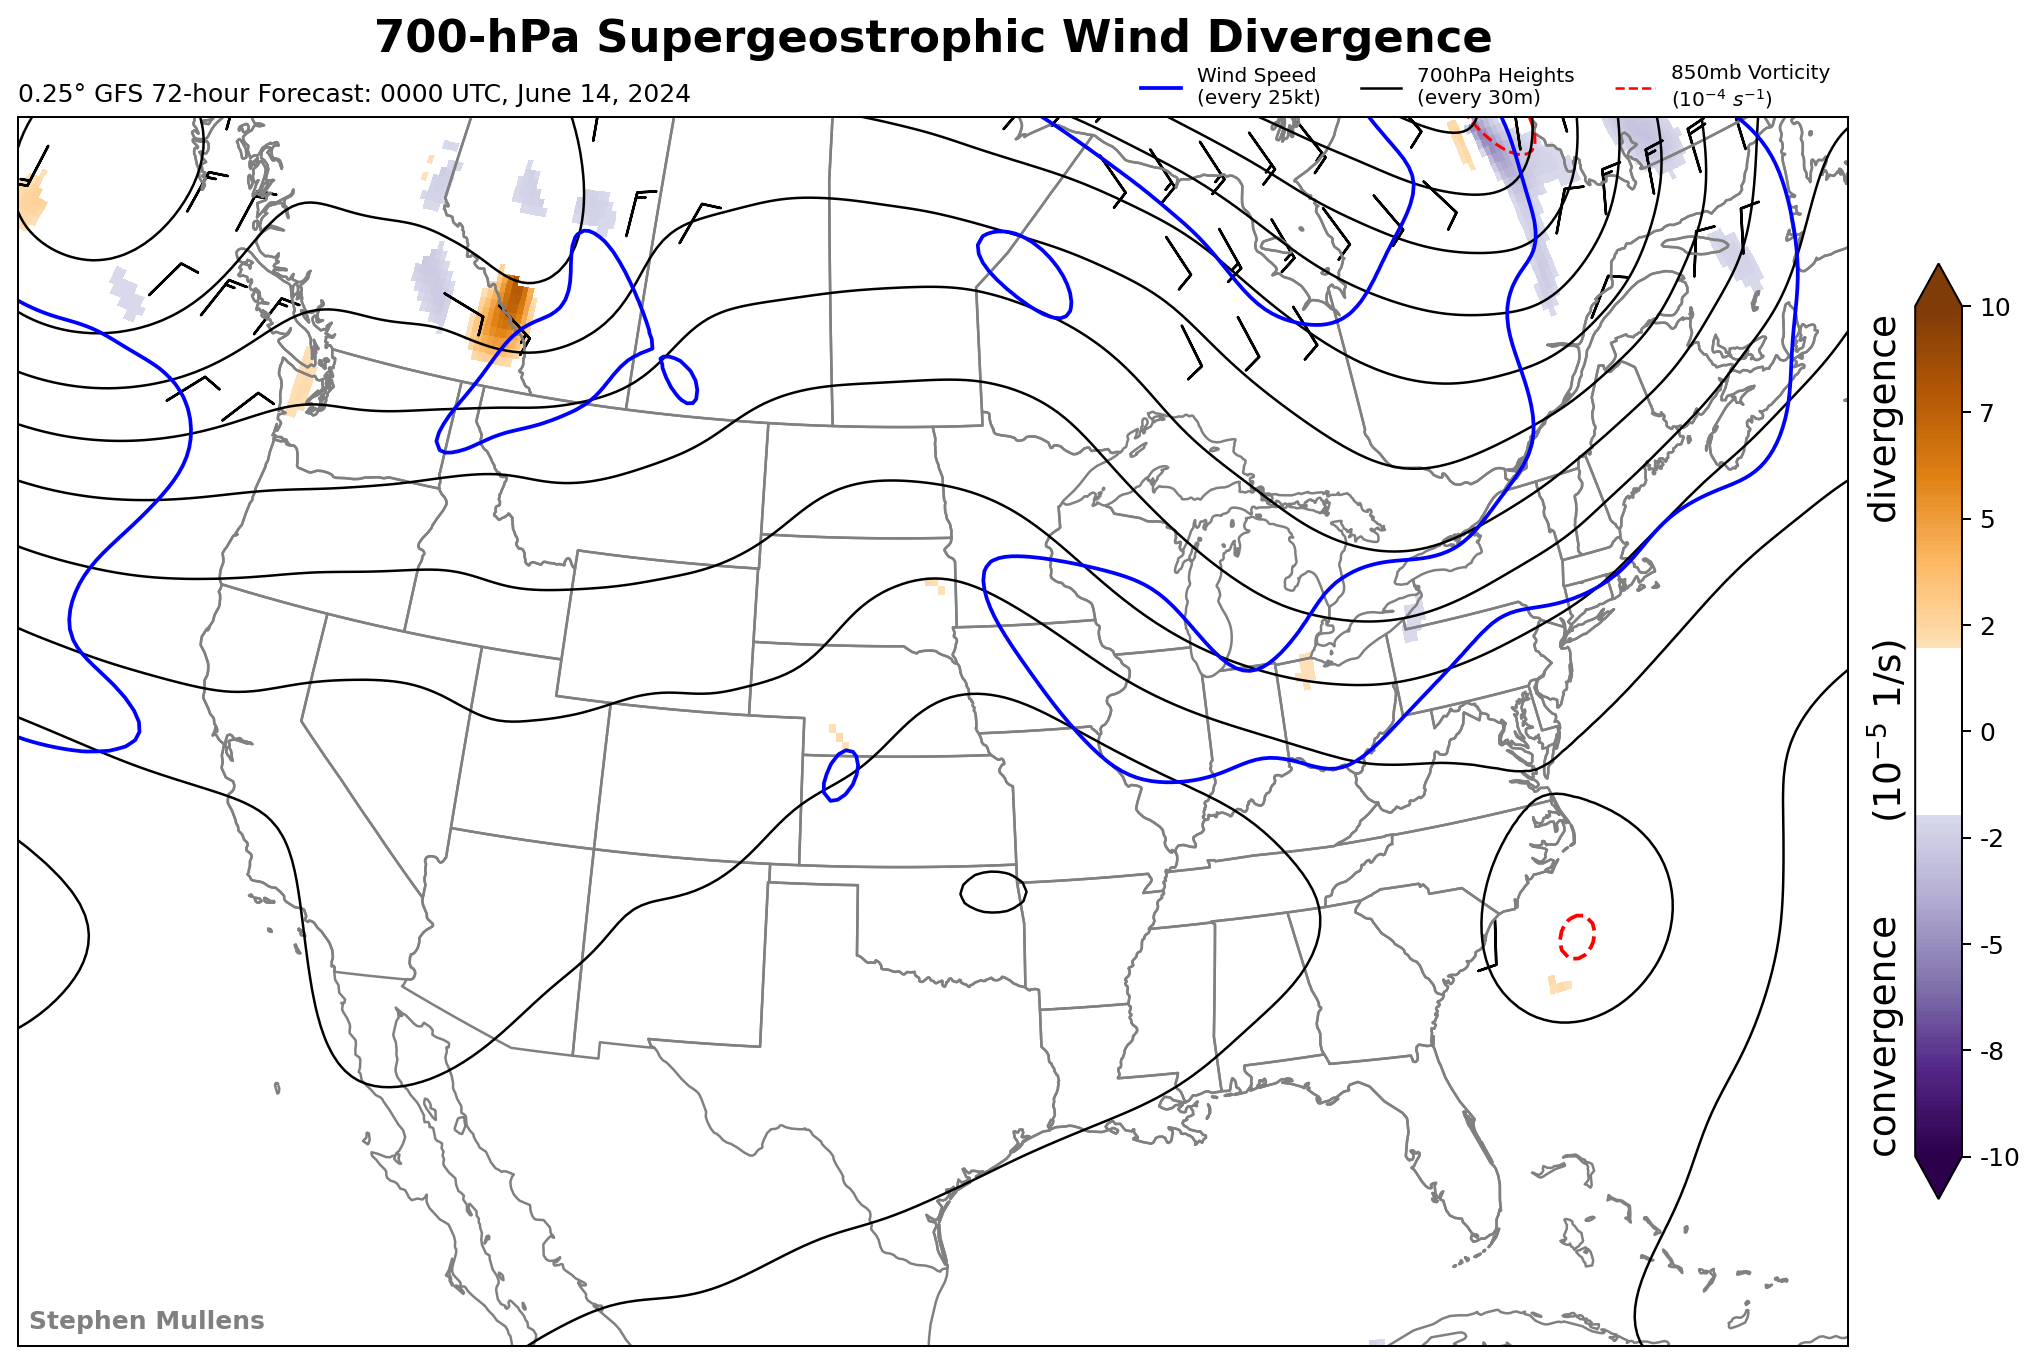 700-hPa Supergeostrophic Wind Divergence
0.25° GFS 72-hour Forecast: 0000 UTC, June 14, 2024
Wind Speed
(every 25kt)
700hPa Heights
(every 30m)
850mb Vorticity
(10⁻⁴ s⁻¹)
10
7
5
2
0
-2
-5
-8
-10
convergence (10⁻⁵ 1/s) divergence
Stephen Mullens